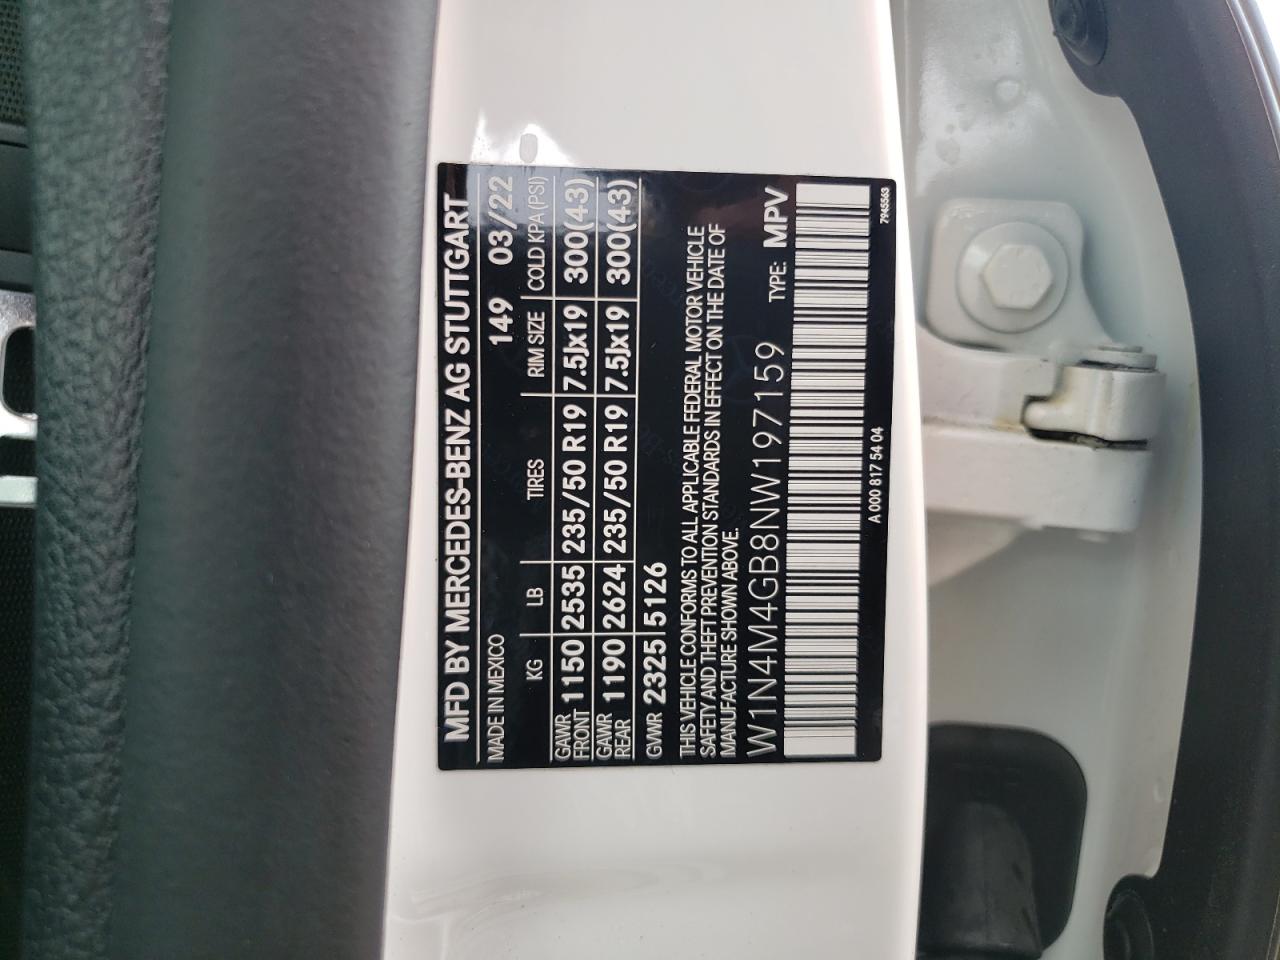 MFD BY MERCEDES-BENZ AG STUTTGART
MADE IN MEXICO 149 03/22
KG LB TIRES RIM SIZE COLD KPA(PSI)
GAWR FRONT 1150 2535 235/50 R19 7.5Jx19 300(43)
GAWR REAR 1190 2624 235/50 R19 7.5Jx19 300(43)
GVWR 2325 5126
THIS VEHICLE CONFORMS TO ALL APPLICABLE FEDERAL MOTOR VEHICLE
SAFETY AND THEFT PREVENTION STANDARDS IN EFFECT ON THE DATE OF
MANUFACTURE SHOWN ABOVE.
W1N4M4GB8NW197159 TYPE: MPV
A 000 817 54 04 7945563